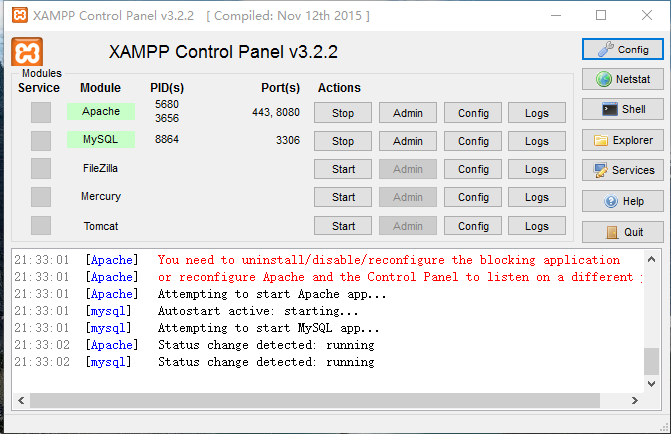 XAMPP Control Panel v3.2.2 [ Compiled: Nov 12th 2015 ]
XAMPP Control Panel v3.2.2
Config
Modules
Service Module PID(s) Port(s) Actions
Netstat
Apache 5680 3656 443, 8080 Stop Admin Config Logs
Shell
MySQL 8864 3306 Stop Admin Config Logs
Explorer
FileZilla Start Admin Config Logs
Services
Mercury Start Admin Config Logs
Help
Tomcat Start Admin Config Logs
Quit
21:33:01 [Apache] You need to uninstall/disable/reconfigure the blocking application
21:33:01 [Apache] or reconfigure Apache and the Control Panel to listen on a different
21:33:01 [Apache] Attempting to start Apache app...
21:33:01 [mysql] Autostart active: starting...
21:33:01 [mysql] Attempting to start MySQL app...
21:33:02 [Apache] Status change detected: running
21:33:02 [mysql] Status change detected: running